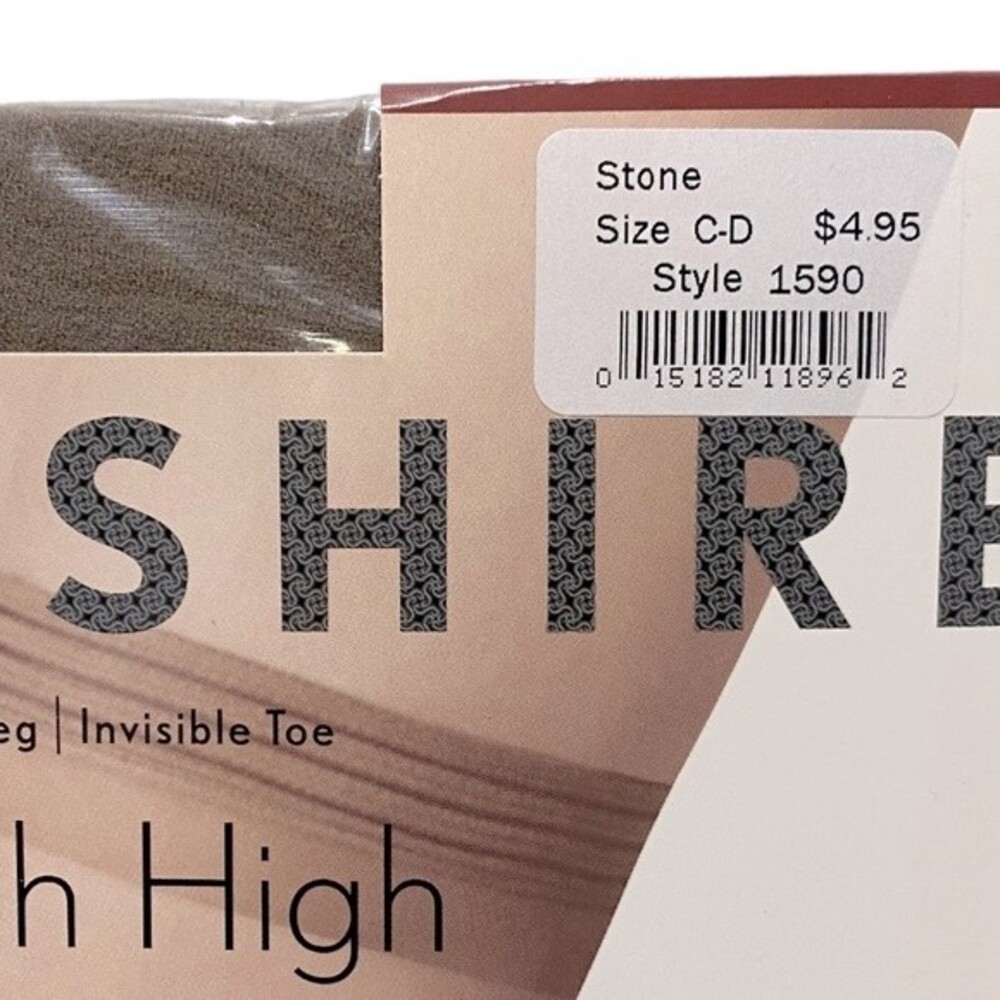 Stone
Size C-D $4.95
Style 1590
0 15182 11896 2
SHIRE
eg | Invisible Toe
h High